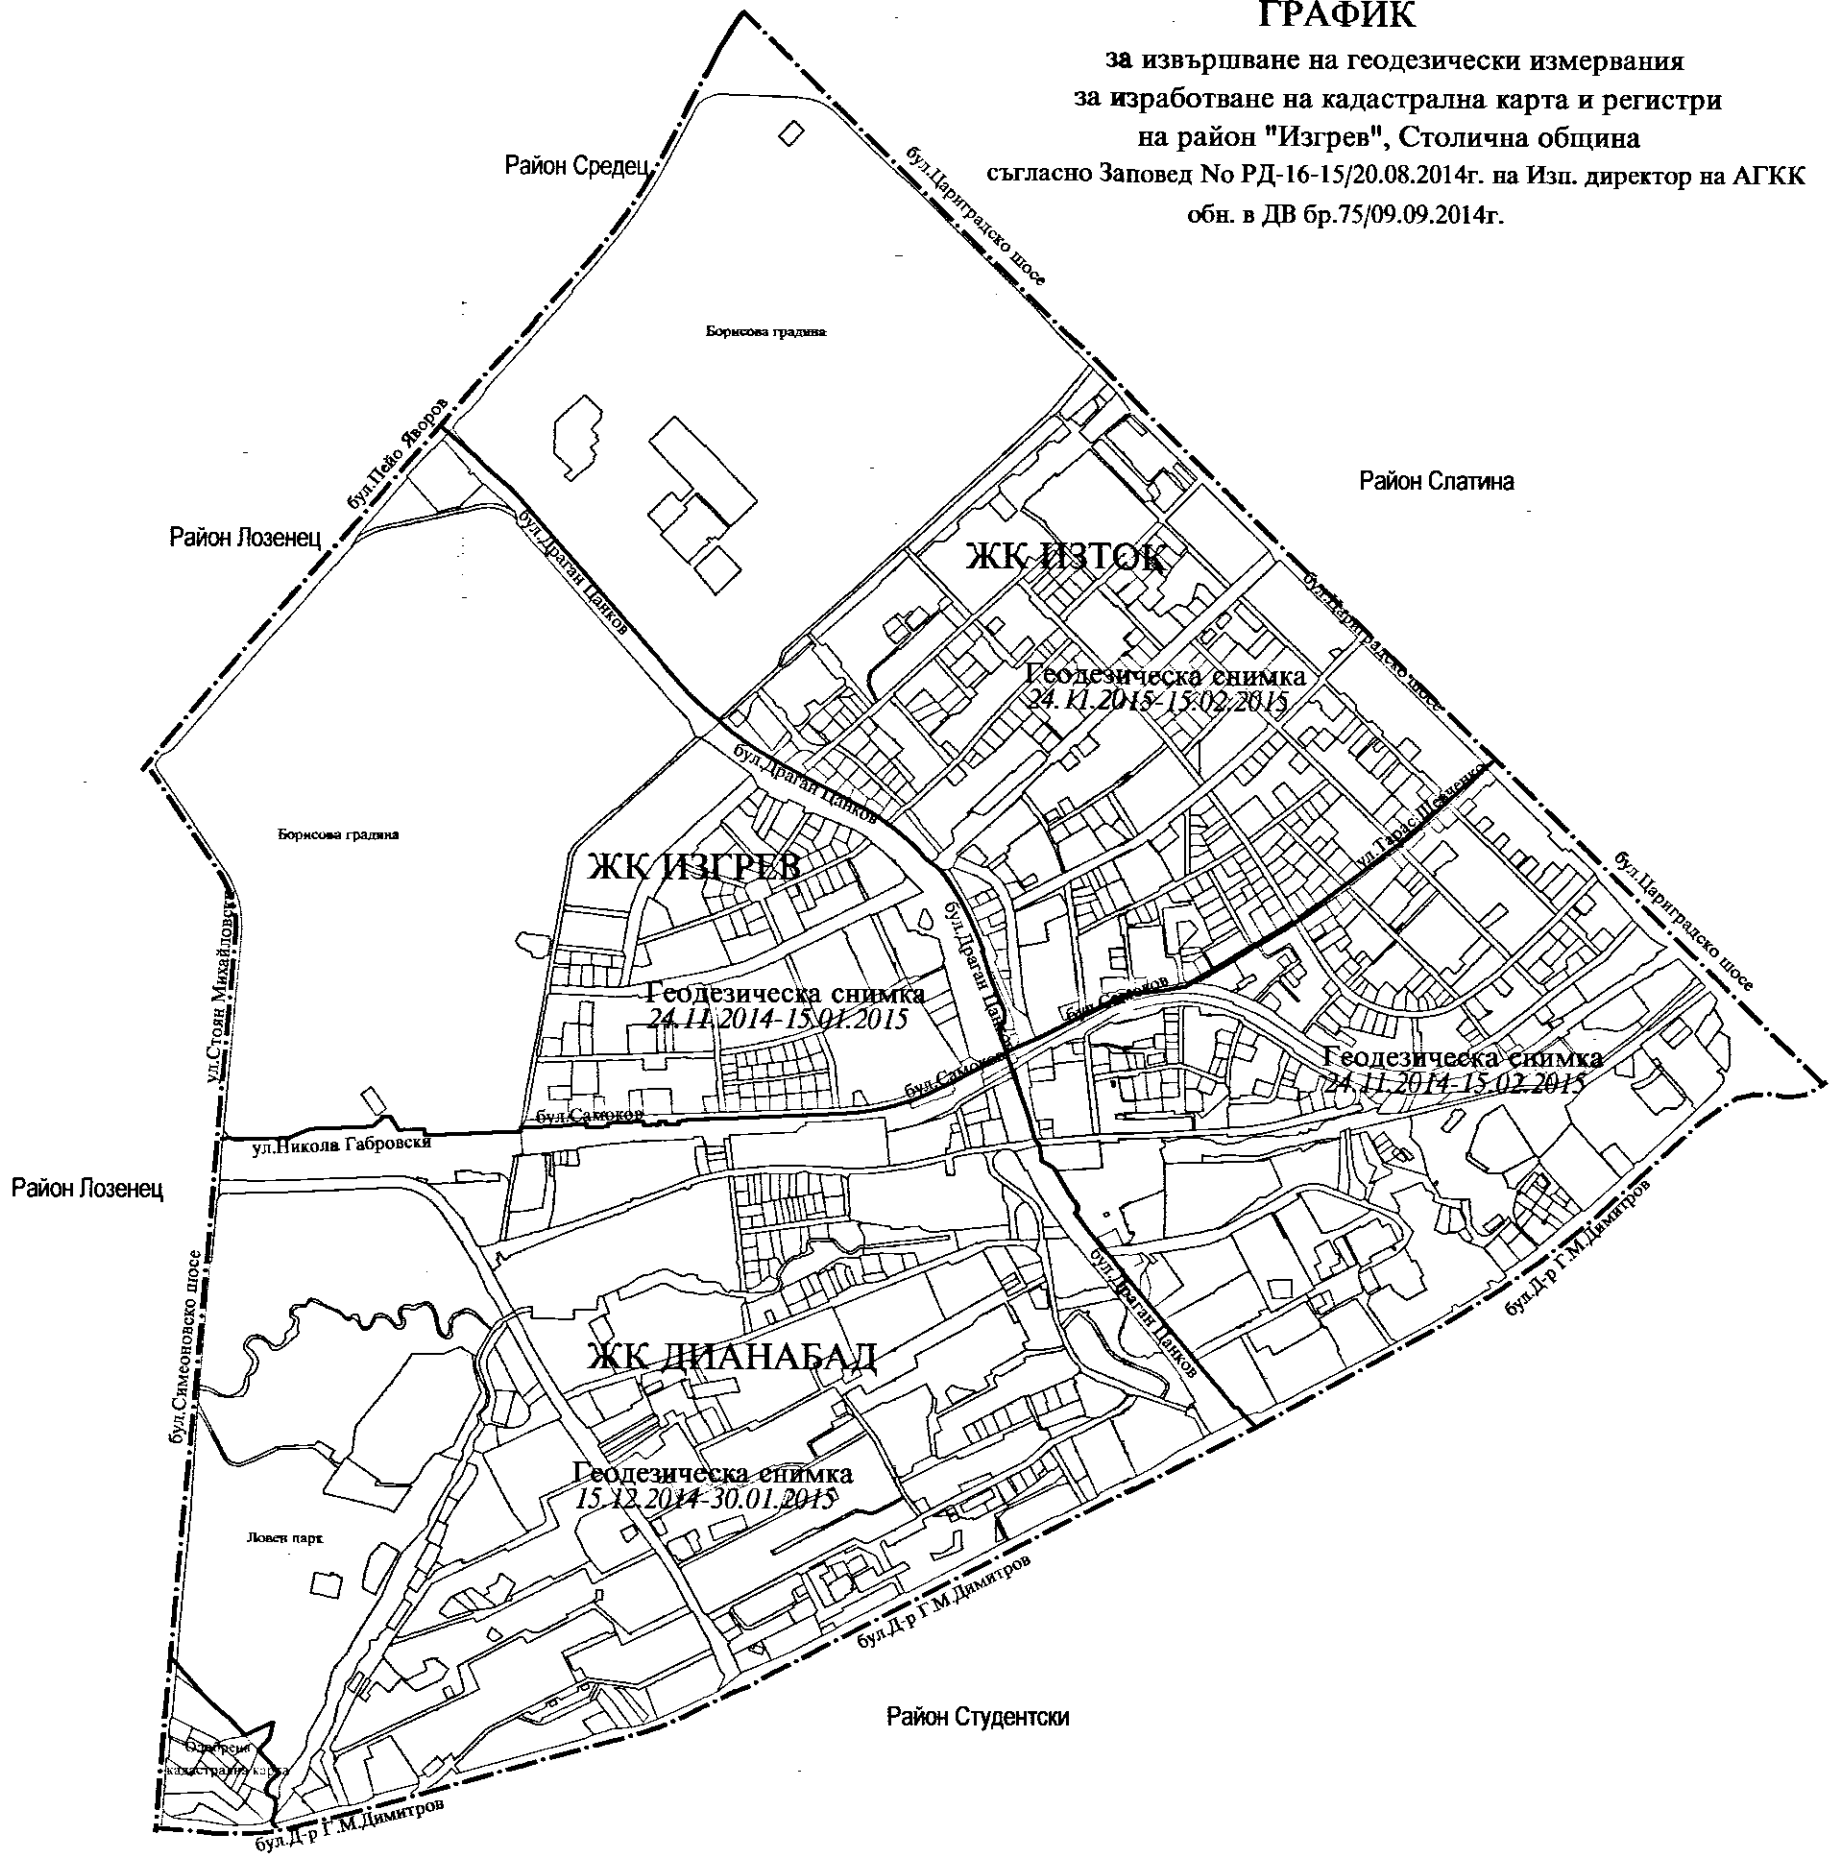 ГРАФИК
за извършване на геодезически измервания
за изработване на кадастрална карта и регистри
на район "Изгрев", Столична община
съгласно Заповед No РД-16-15/20.08.2014г. на Изп. директор на АГКК
обн. в ДВ бр.75/09.09.2014г.
Район Средец
бул.Цариградско шосе
Борисова градина
бул.Пейо Яворов
Район Слатина
Район Лозенец
бул.Драган Цанков
ЖК ИЗТОК
бул.Цариградско шосе
Геодезическа снимка
24.11.2015-15.02.2015
бул.Драган Цанков
ул.Тарас Шевченко
Борисова градина
ЖК ИЗГРЕВ
бул.Цариградско шосе
ул.Стоян Михайловски
бул.Драган Цанков
Геодезическа снимка
24.11.2014-15.01.2015
бул.Самоков
Геодезическа снимка
24.11.2014-15.02.2015
бул.Самоков
бул.Самоков
ул.Никола Габровски
Район Лозенец
бул.Д-р Г.М.Димитров
бул.Симеоновско шосе
бул.Драган Цанков
ЖК ДИАНАБАД
Геодезическа снимка
15.12.2014-30.01.2015
Ловен парк
бул.Д-р Г.М.Димитров
Район Студентски
Одобрена
кадастрална карта
бул.Д-р Г.М.Димитров